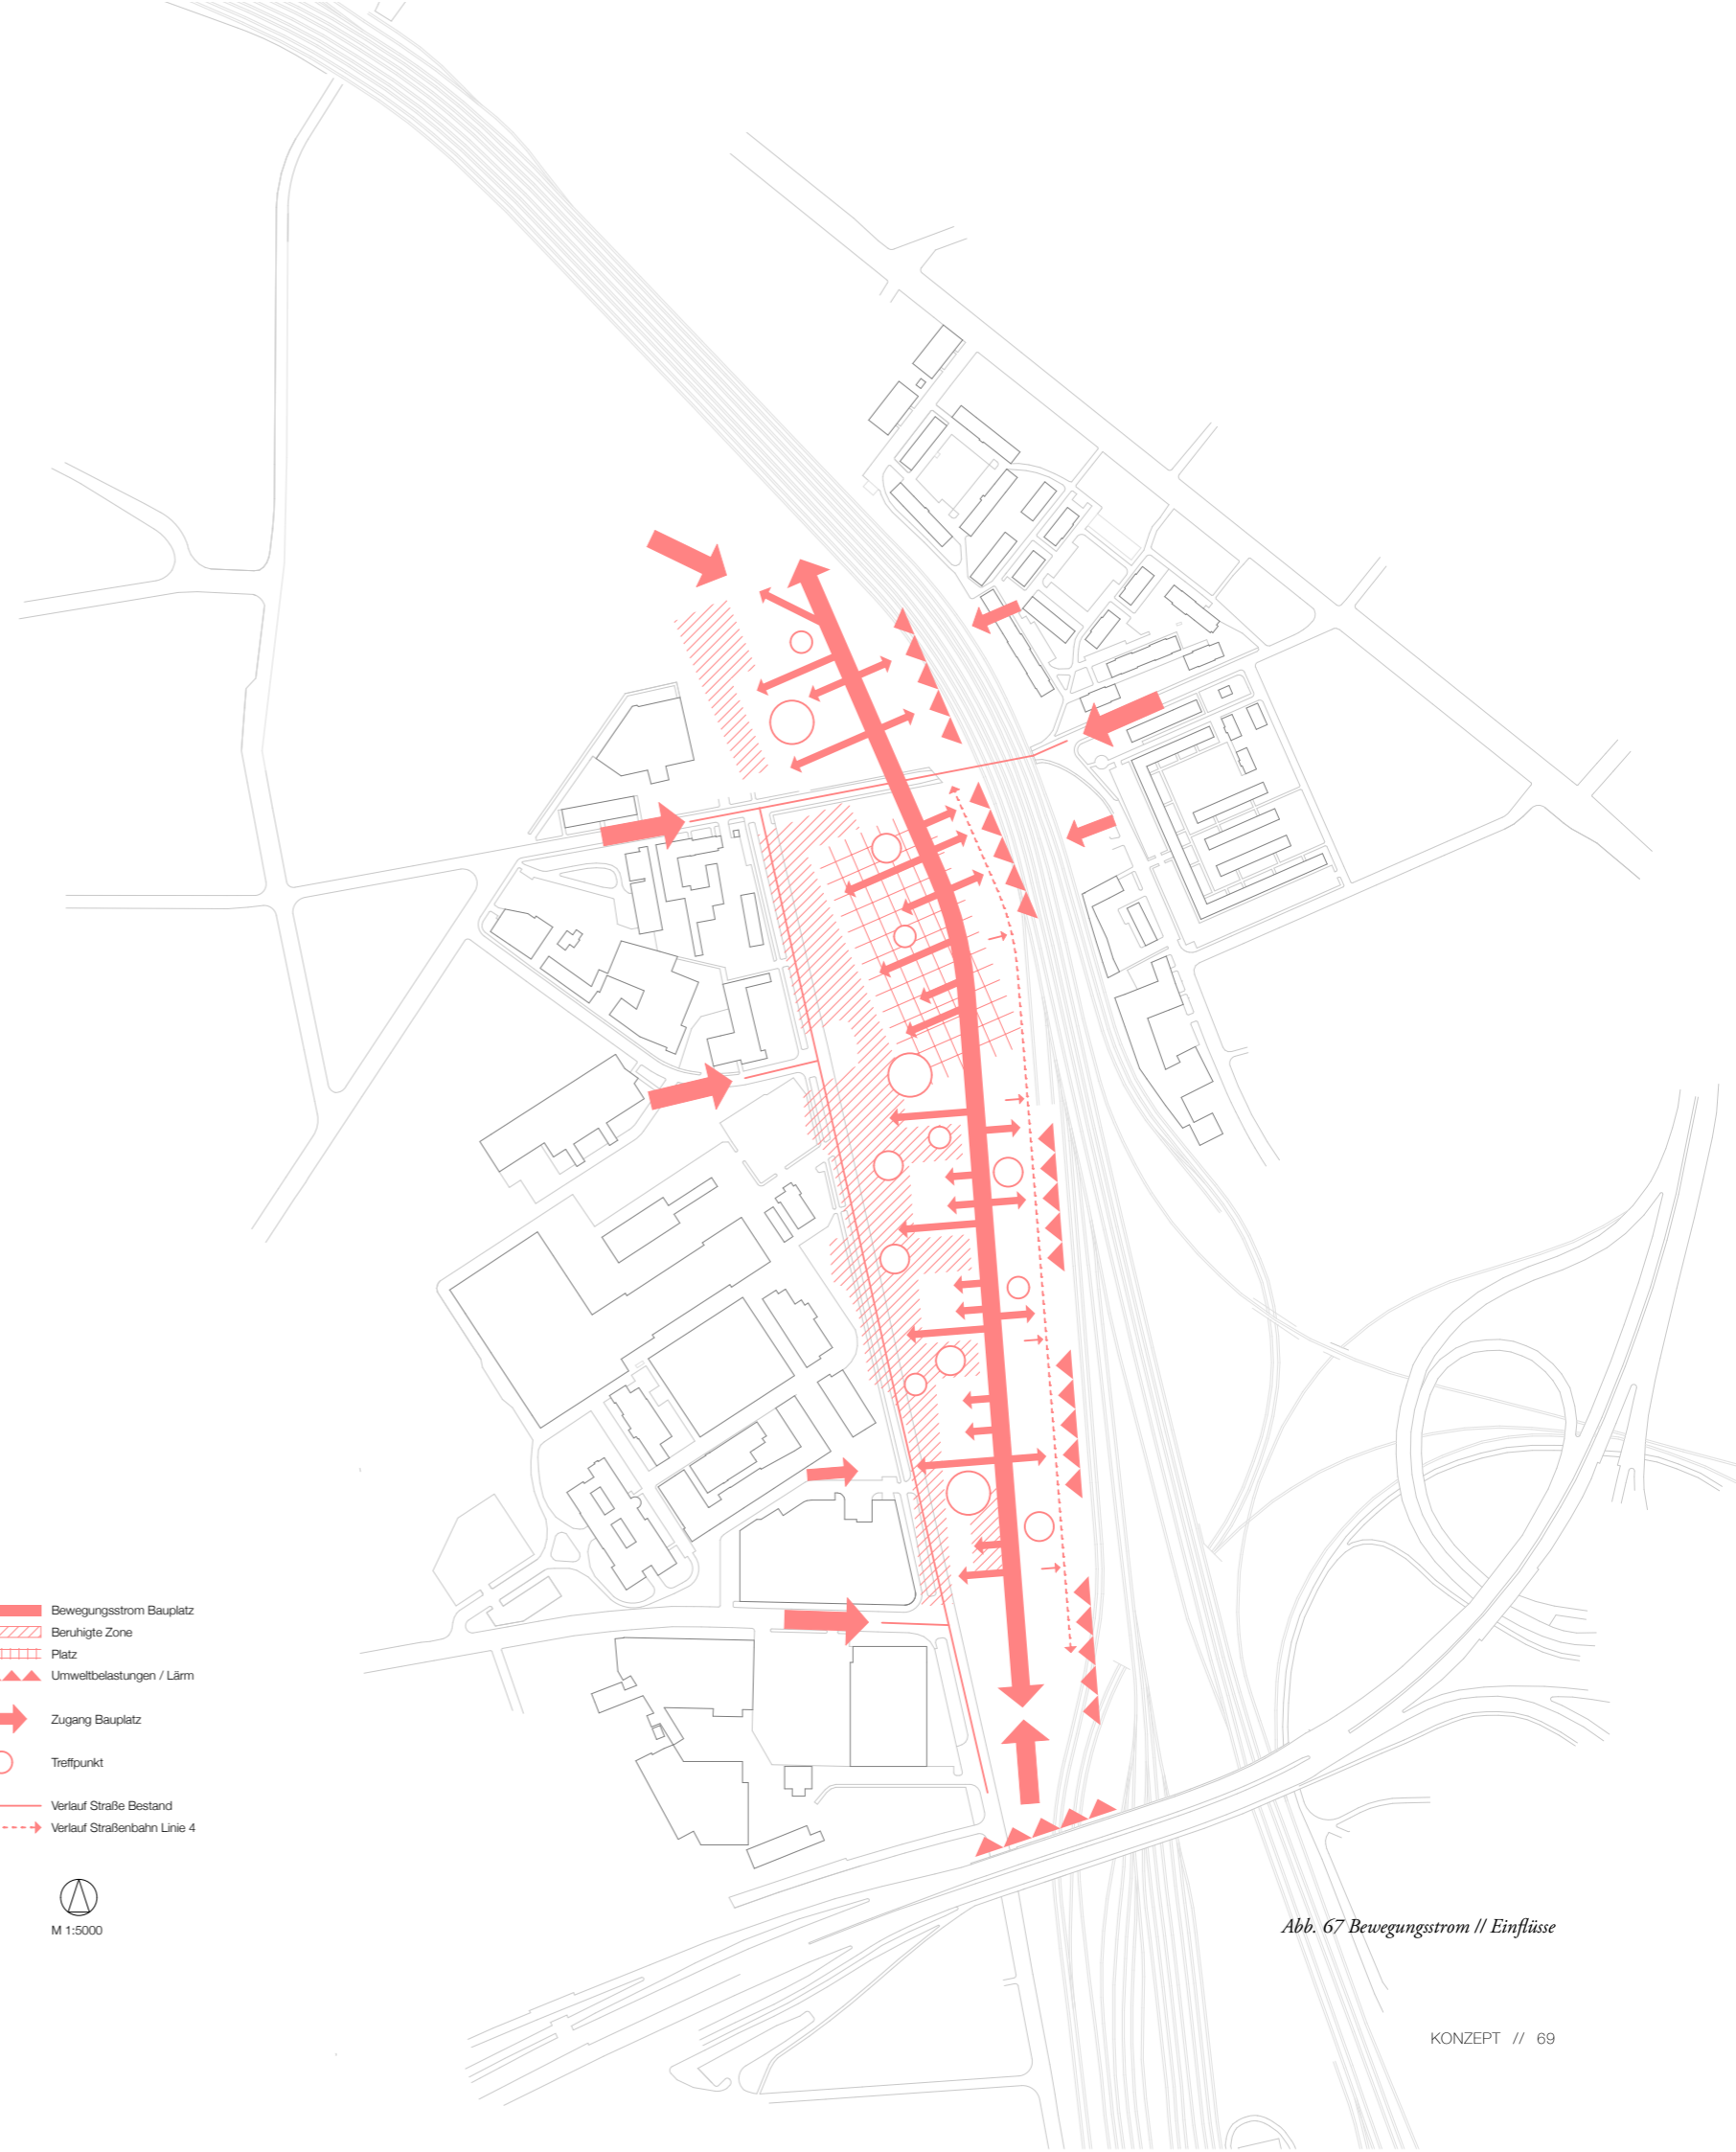 Bewegungsstrom Bauplatz
Beruhigte Zone
Platz
Umweltbelastungen / Lärm
Zugang Bauplatz
Treffpunkt
Verlauf Straße Bestand
Verlauf Straßenbahn Linie 4
M 1:5000
Abb. 67 Bewegungsstrom // Einflüsse
KONZEPT // 69